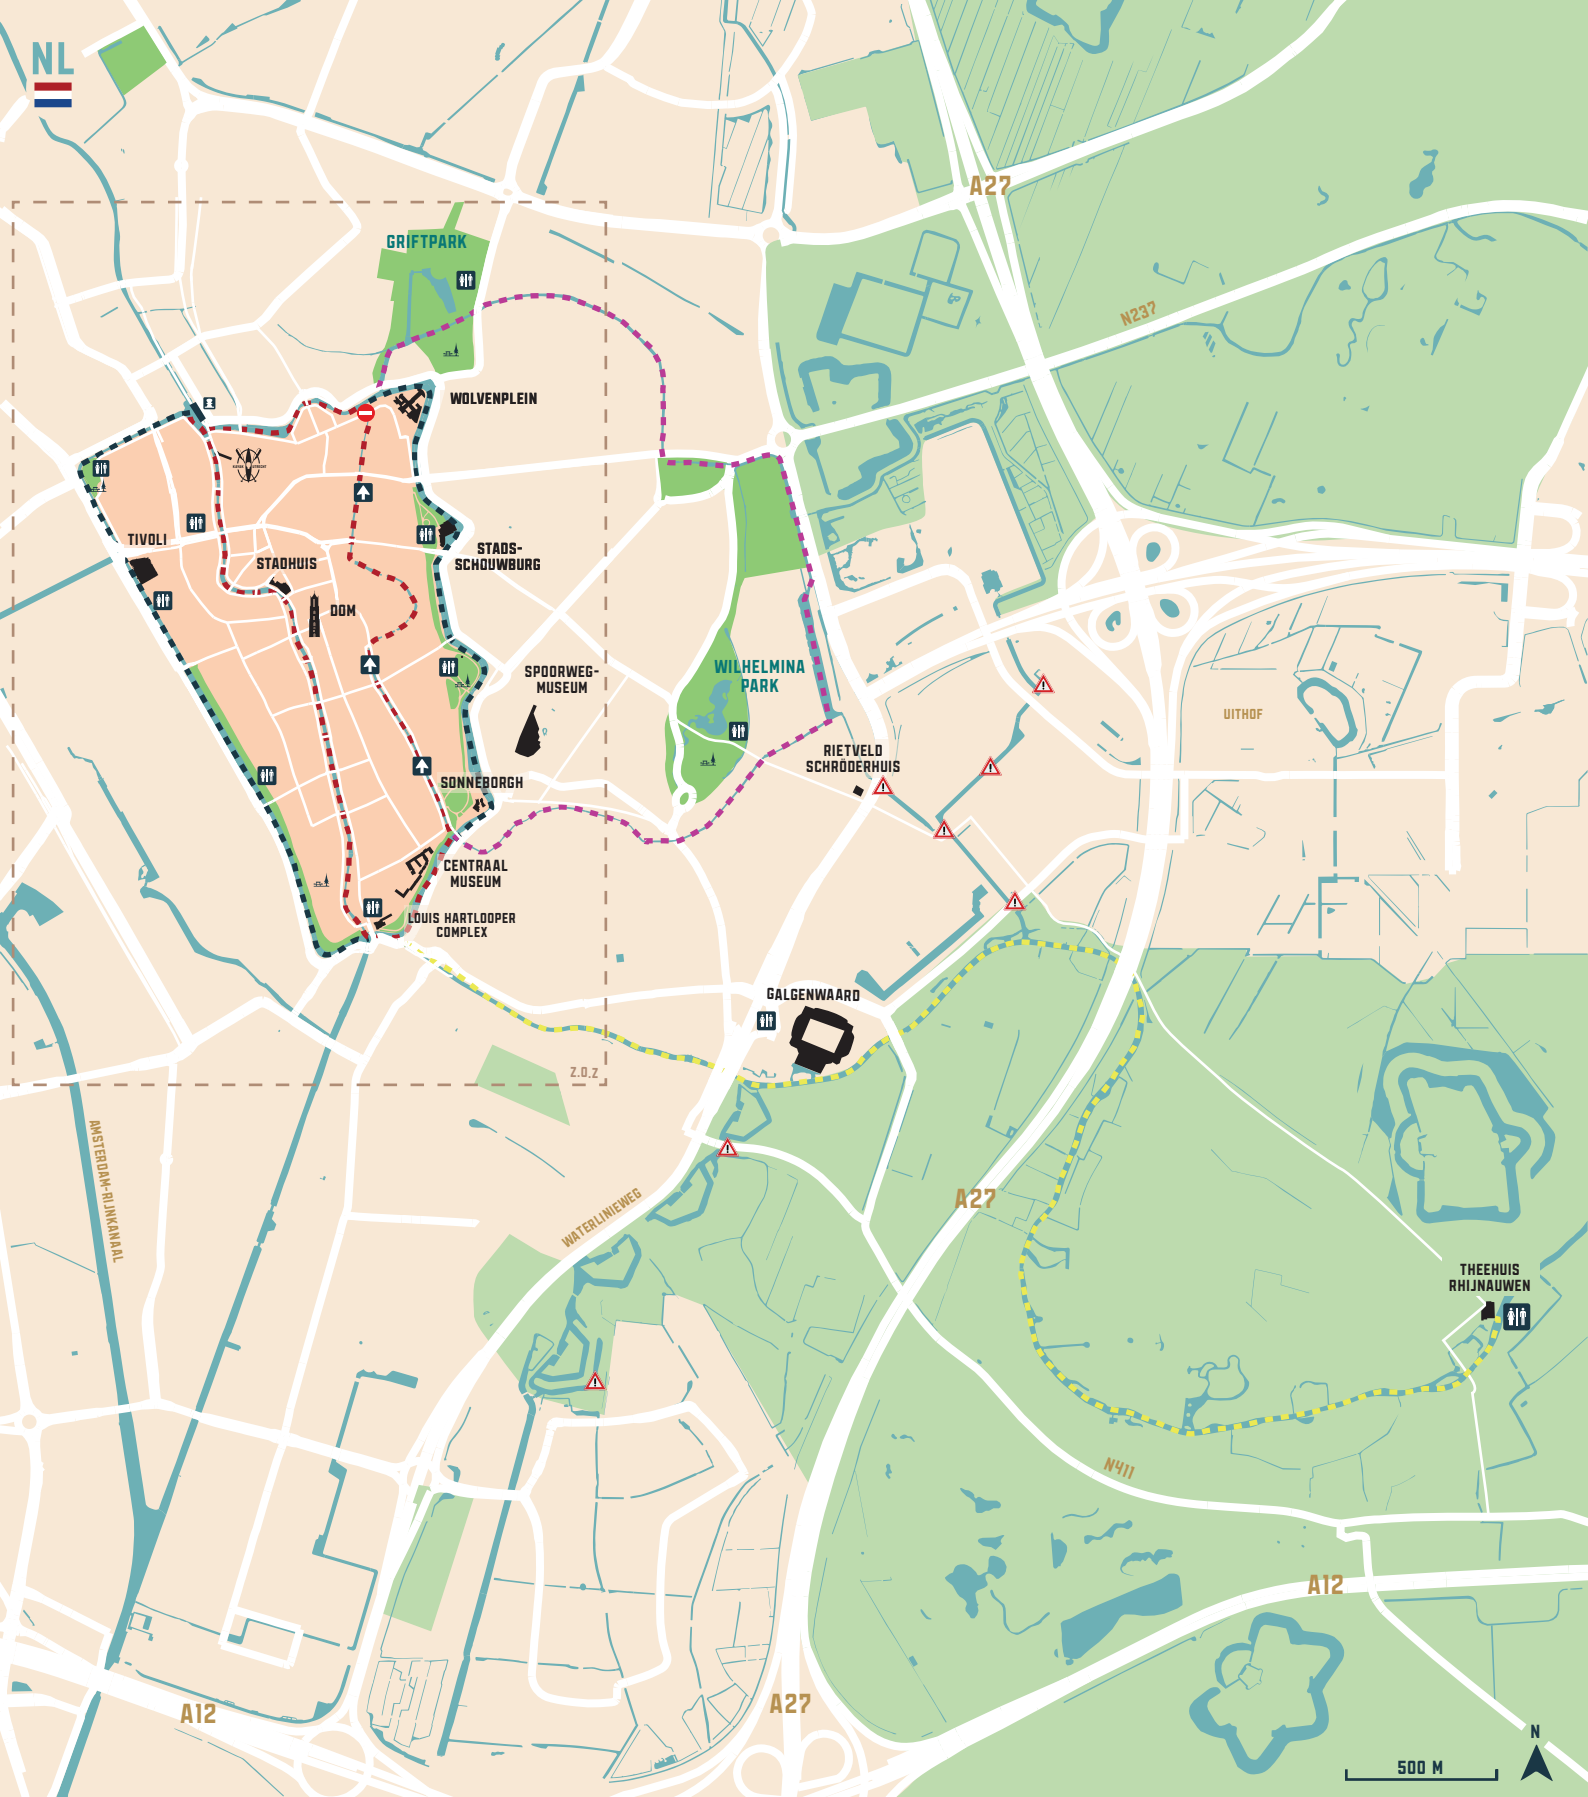 NL
A27
GRIFTPARK
N237
WOLVENPLEIN
TIVOLI
STADS-
SCHOUWBURG
STADHUIS
DOM
SPOORWEG-
MUSEUM
WILHELMINA
PARK
UITHOF
RIETVELD
SCHRÖDERHUIS
SONNEBORGH
CENTRAAL
MUSEUM
LOUIS HARTLOOPER
COMPLEX
GALGENWAARD
Z.O.Z
AMSTERDAM-RIJNKANAAL
WATERLINIEWEG
A27
THEEHUIS
RHIJNAUWEN
N411
A12
A27
A12
N
500 M